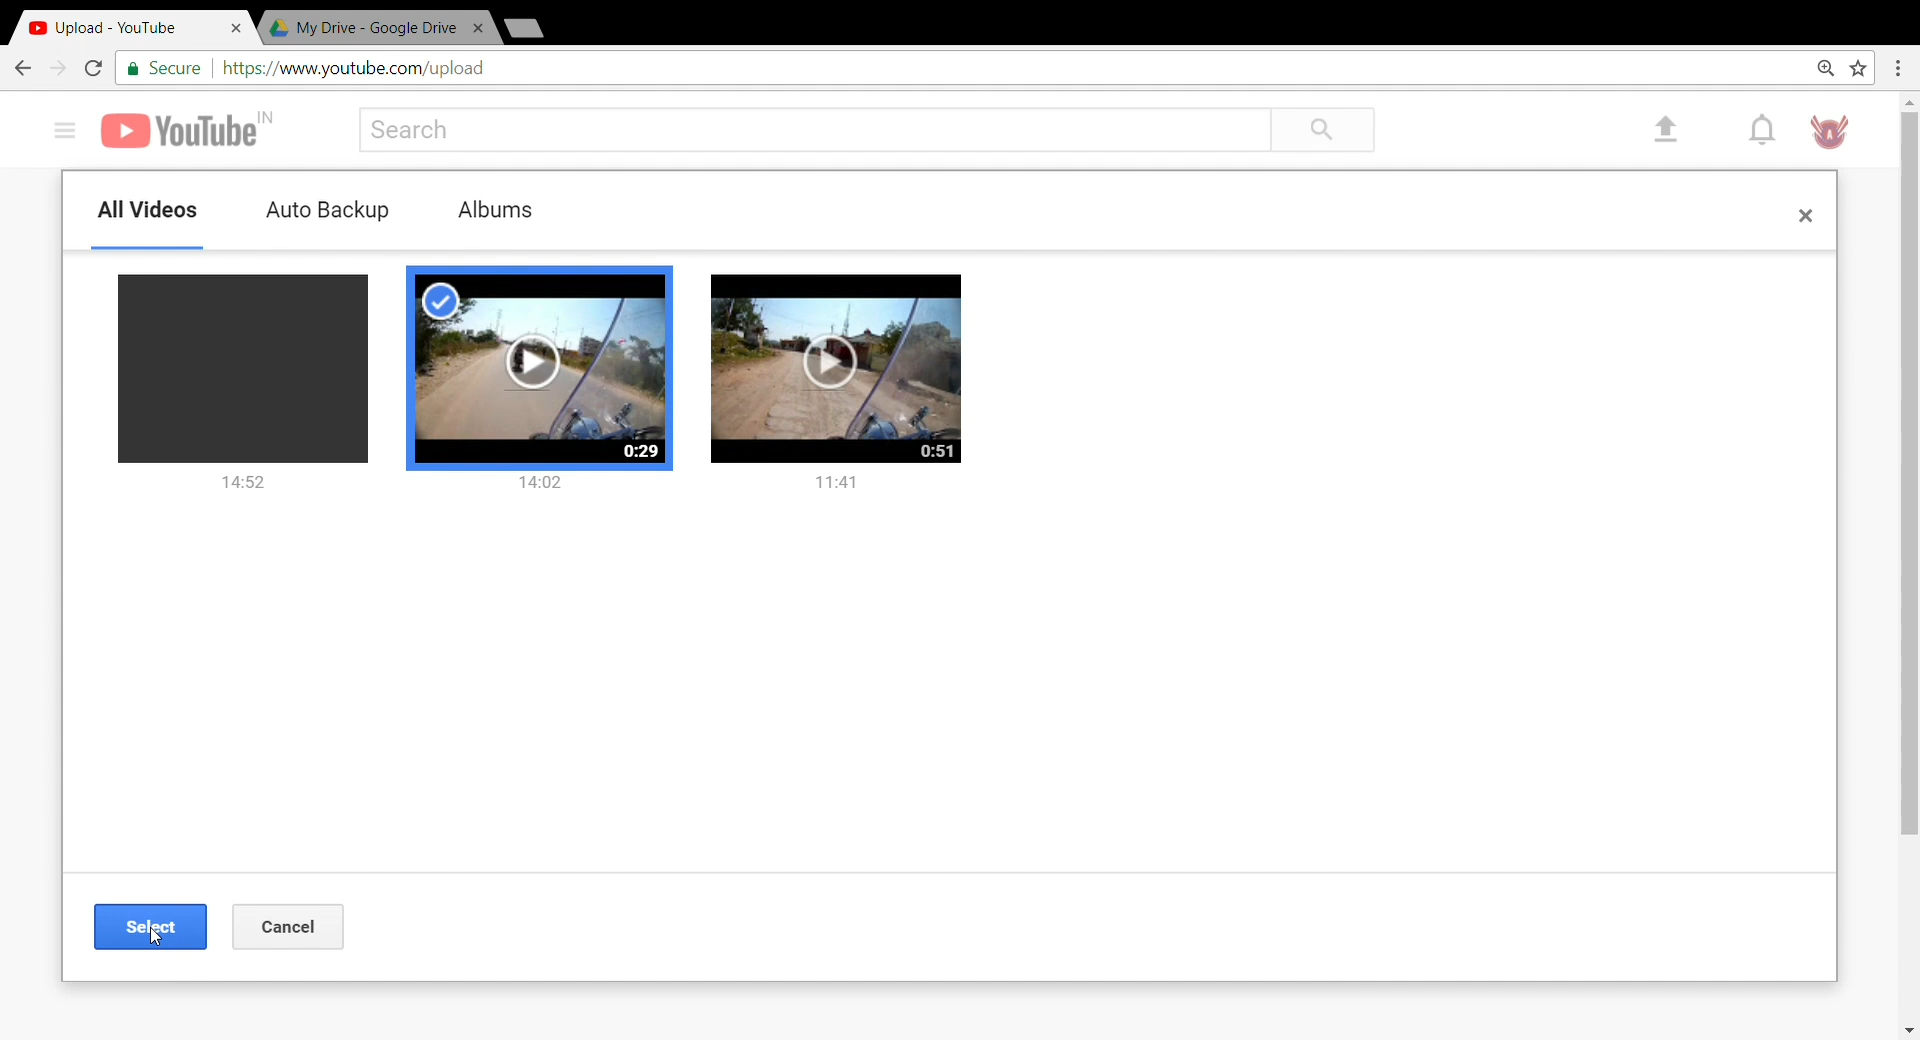 Upload - YouTube
My Drive - Google Drive
Secure
https://www.youtube.com/upload
YouTube IN
Search
A
All Videos
Auto Backup
Albums
0:29
0:51
14:52
14:02
11:41
Select
Cancel